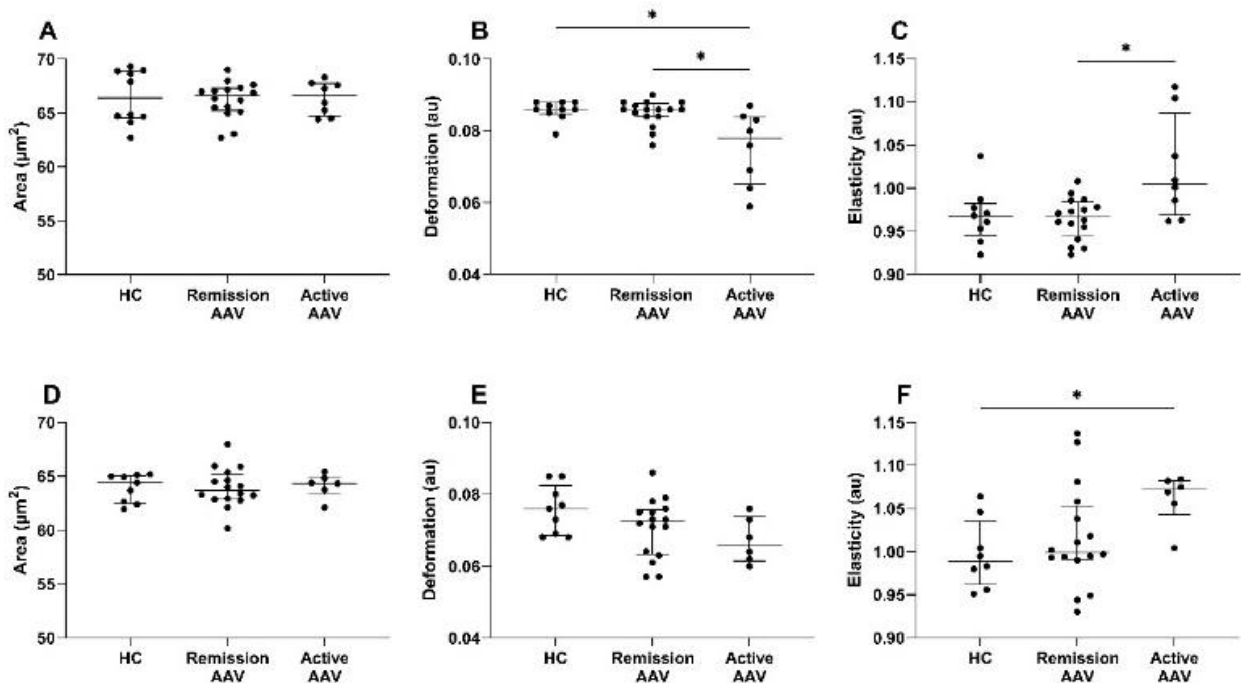 A
Area (µm²)
70
65
60
55
50
HC
Remission
AAV
Active
AAV
B
*
*
Deformation (au)
0.10
0.08
0.06
0.04
HC
Remission
AAV
Active
AAV
C
*
Elasticity (au)
1.15
1.10
1.05
1.00
0.95
0.90
HC
Remission
AAV
Active
AAV
D
Area (µm²)
70
65
60
55
50
HC
Remission
AAV
Active
AAV
E
Deformation (au)
0.10
0.08
0.06
0.04
HC
Remission
AAV
Active
AAV
F
*
Elasticity (au)
1.15
1.10
1.05
1.00
0.95
0.90
HC
Remission
AAV
Active
AAV